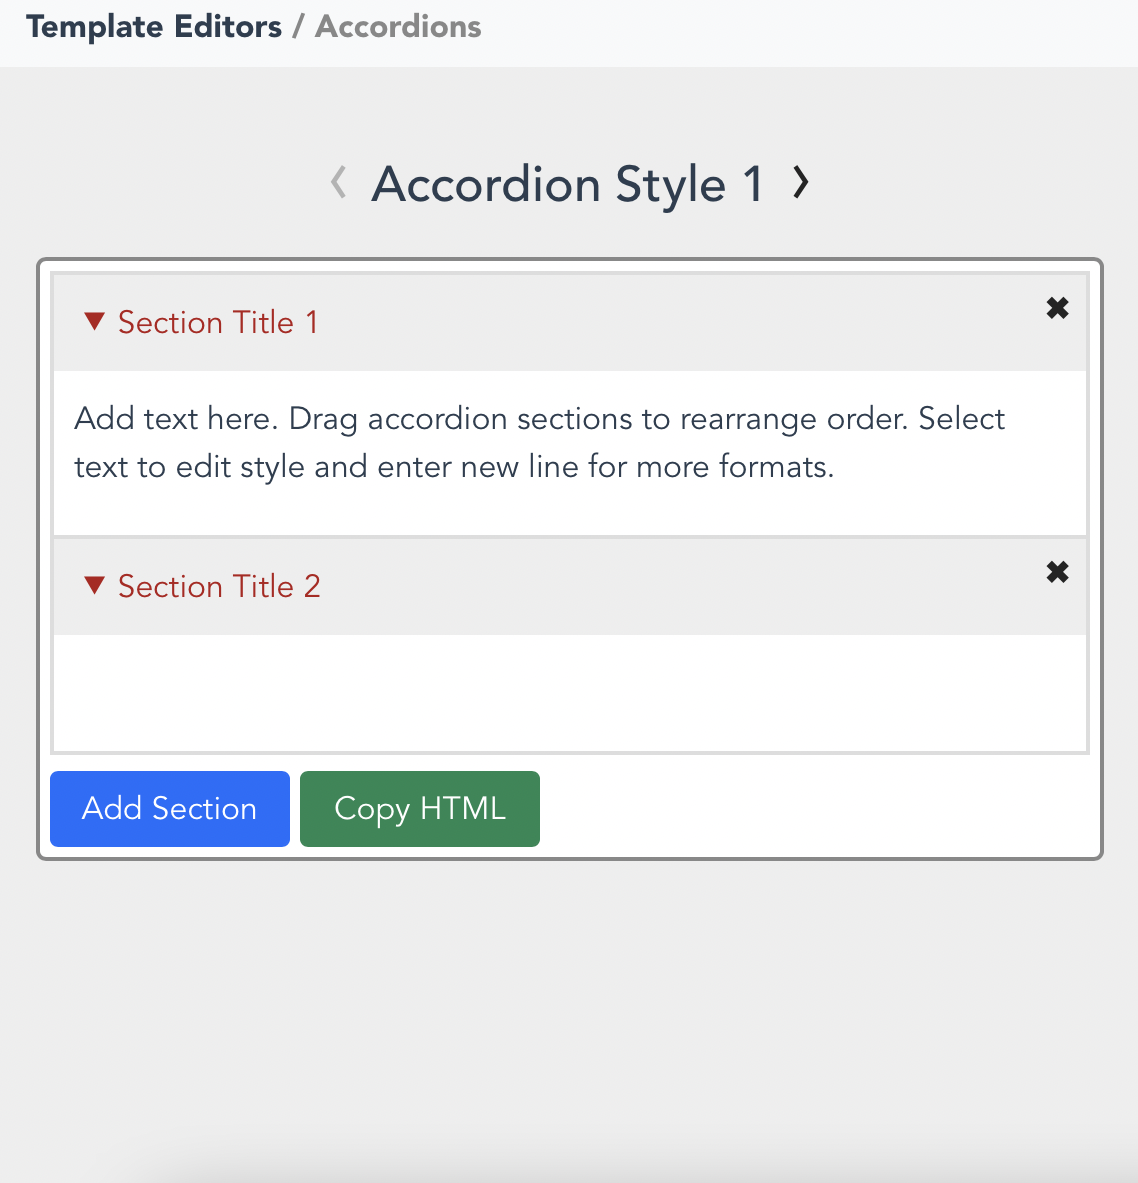 Template Editors / Accordions
Accordion Style 1
Section Title 1
Add text here. Drag accordion sections to rearrange order. Select
text to edit style and enter new line for more formats.
Section Title 2
Add Section
Copy HTML